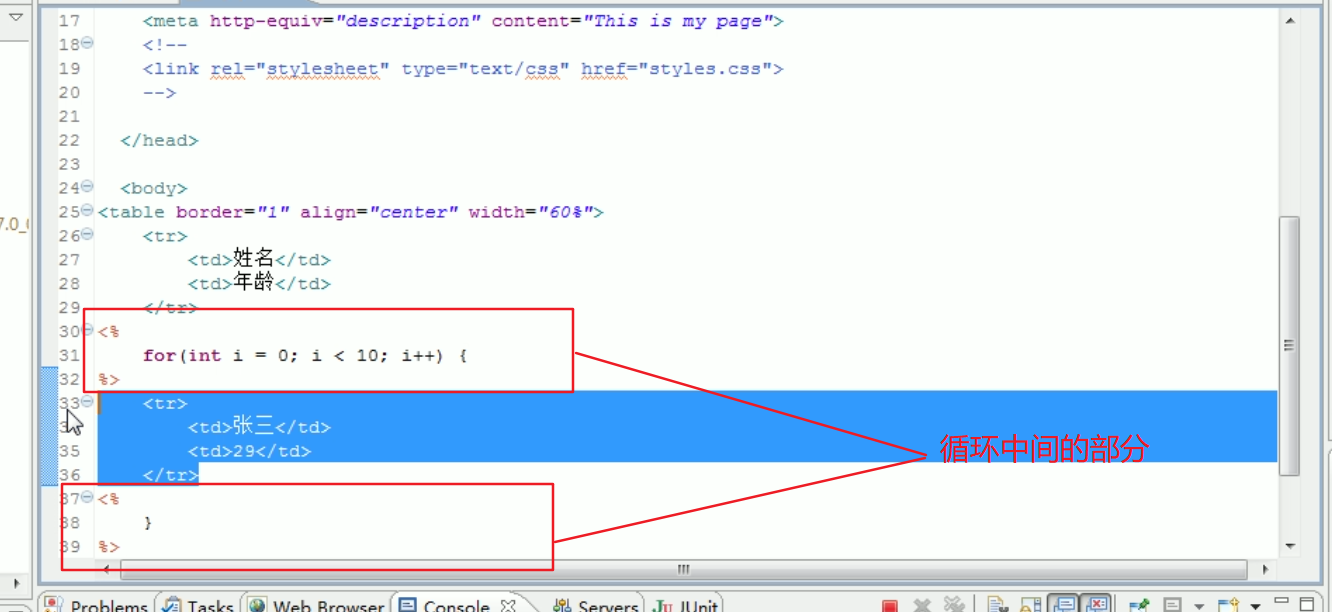 17 <meta http-equiv="description" content="This is my page">
18 <!--
19 <link rel="stylesheet" type="text/css" href="styles.css">
20 -->
21
22 </head>
23
24 <body>
7.0_
25 <table border="1" align="center" width="60%">
26 <tr>
27 <td>姓名</td>
28 <td>年龄</td>
29 </tr>
30 <%
31 for(int i = 0; i < 10; i++) {
32 %>
33 <tr>
<td>张三</td>
35 <td>29</td>
循环中间的部分
36 </tr>
37 <%
38 }
39 %>
Problems Tasks Web Browser Console Servers JUnit